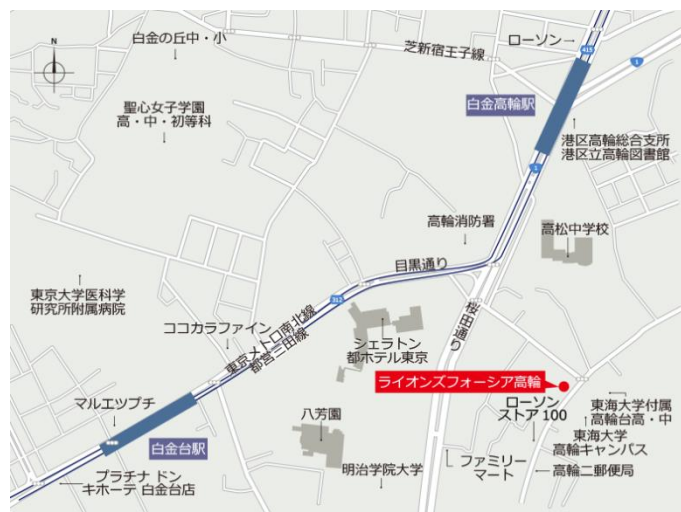 N
白金の丘中・小
芝新宿王子線
ローソン
415
1
白金高輪駅
聖心女子学園
高・中・初等科
港区高輪総合支所
港区立高輪図書館
1
高輪消防署
高松中学校
目黒通り
東京大学医科学
研究所附属病院
312
桜田通り
ココカラファイン
東京メトロ南北線
都営三田線
シェラトン
都ホテル東京
ライオンズフォーシア高輪
マルエツプチ
八芳園
ローソン
ストア100
東海大学付属
高輪台高・中
東海大学
高輪キャンパス
白金台駅
プラチナ ドン
キホーテ 白金台店
明治学院大学
ファミリー
マート
高輪二郵便局